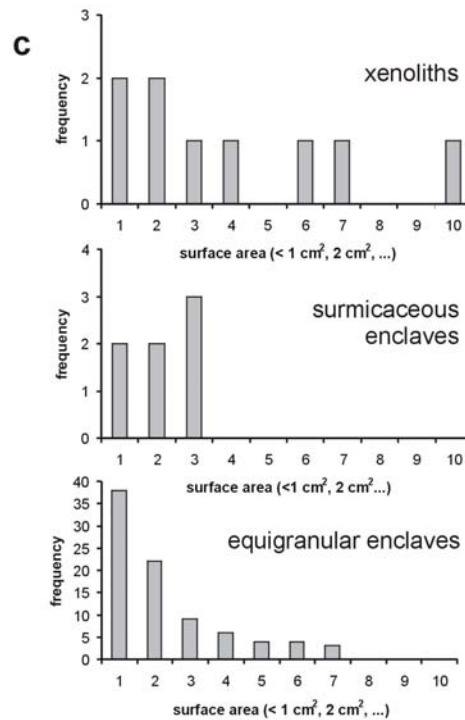 c
3
xenoliths
2
frequency
1
0
1 2 3 4 5 6 7 8 9 10
surface area (< 1 cm², 2 cm², ...)
4
surmicaceous
enclaves
3
frequency
2
1
0
1 2 3 4 5 6 7 8 9 10
surface area (<1 cm², 2 cm²...)
40
35
equigranular enclaves
30
25
frequency
20
15
10
5
0
1 2 3 4 5 6 7 8 9 10
surface area (< 1 cm², 2 cm², ...)